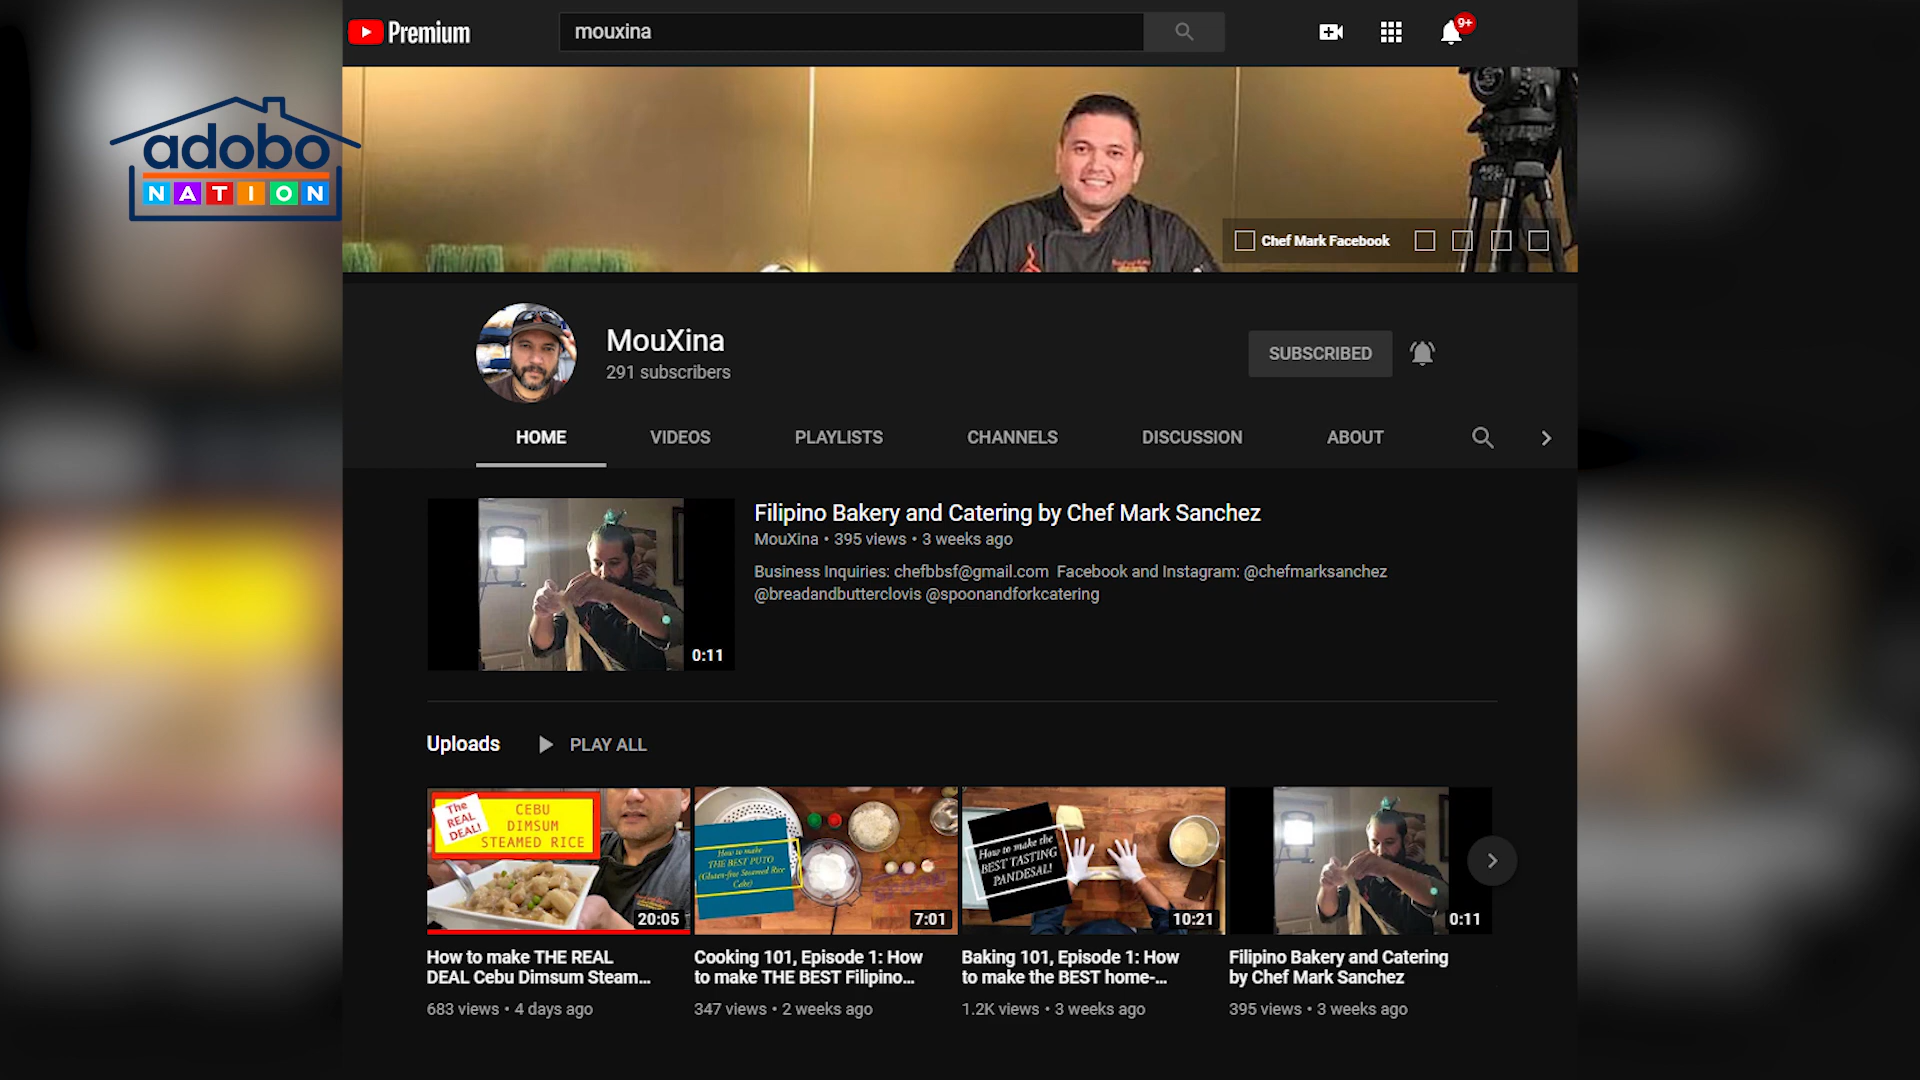 Premium
mouxina
9+
adobo
NATION
Chef Mark Facebook
MouXina
291 subscribers
SUBSCRIBED
HOME
VIDEOS
PLAYLISTS
CHANNELS
DISCUSSION
ABOUT
Filipino Bakery and Catering by Chef Mark Sanchez
MouXina • 395 views • 3 weeks ago
Business Inquiries: chefbbsf@gmail.com Facebook and Instagram: @chefmarksanchez
@breadandbutterclovis @spoonandforkcatering
0:11
Uploads
PLAY ALL
The
REAL
DEAL!
CEBU
DIMSUM
STEAMED RICE
20:05
How to make THE REAL
DEAL Cebu Dimsum Steam...
683 views • 4 days ago
How to make
THE BEST PUTO
(Gluten-free Steamed Rice
Cake)
7:01
Cooking 101, Episode 1: How
to make THE BEST Filipino...
347 views • 2 weeks ago
How to make the
BEST TASTING
PANDESAL!
10:21
Baking 101, Episode 1: How
to make the BEST home-...
1.2K views • 3 weeks ago
0:11
Filipino Bakery and Catering
by Chef Mark Sanchez
395 views • 3 weeks ago